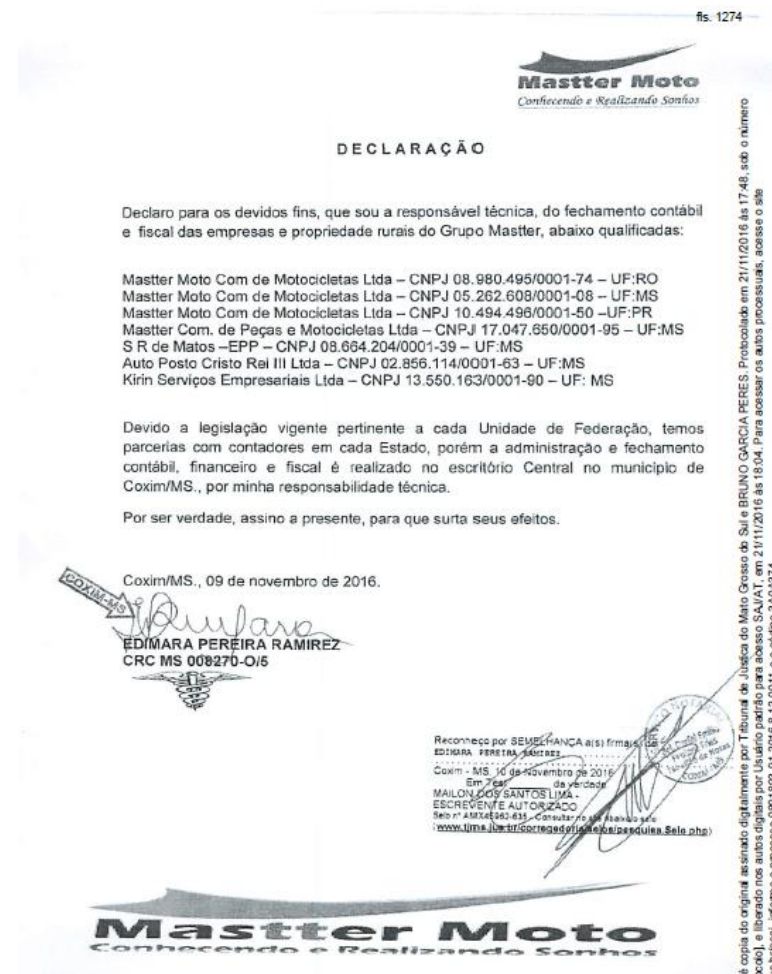 fls. 1274
Mastter Moto
Conhecendo e Realizando Sonhos
DECLARAÇÃO
Declaro para os devidos fins, que sou a responsável técnica, do fechamento contábil
e fiscal das empresas e propriedade rurais do Grupo Mastter, abaixo qualificadas:
Mastter Moto Com de Motocicletas Ltda – CNPJ 08.980.495/0001-74 – UF:RO
Mastter Moto Com de Motocicletas Ltda – CNPJ 05.262.608/0001-08 – UF:MS
Mastter Moto Com de Motocicletas Ltda – CNPJ 10.494.496/0001-50 –UF:PR
Mastter Com. de Peças e Motocicletas Ltda – CNPJ 17.047.650/0001-95 – UF:MS
S R de Matos –EPP – CNPJ 08.664.204/0001-39 – UF:MS
Auto Posto Cristo Rei III Ltda – CNPJ 02.856.114/0001-63 – UF:MS
Kirin Serviços Empresariais Ltda – CNPJ 13.550.163/0001-90 – UF: MS
Devido a legislação vigente pertinente a cada Unidade de Federação, temos
parcerias com contadores em cada Estado, porém a administração e fechamento
contábil, financeiro e fiscal é realizado no escritório Central no município de
Coxim/MS., por minha responsabilidade técnica.
Por ser verdade, assino a presente, para que surta seus efeitos.
Coxim/MS., 09 de novembro de 2016.
COXIM-MS
EDIMARA PEREIRA RAMIREZ
CRC MS 008270-O/5
Reconheço por SEMELHANÇA a(s) firma(s) de
EDIMARA PEREIRA RAMIREZ
Coxim - MS, 10 de Novembro de 2016
Em Test da verdade
MAILON DOS SANTOS LIMA -
ESCREVENTE AUTORIZADO
Selo nº - Consultar no site abaixo o selo
Mastter Moto
Conhecendo e Realizando Sonhos
é copia do original assinado digitalmente por Tribunal de Justica do Mato Grosso do Sul e BRUNO GARCIA PERES. Protocolado em 21/11/2016 às 17:48, sob o número
e liberado nos autos digitais por Usuário padrão para acesso SAJ/AT, em 21/11/2016 às 18:04. Para acessar os autos processuais, acesse o site